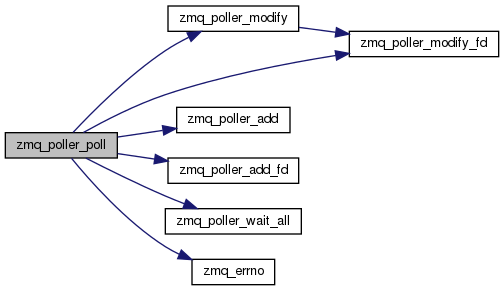 zmq_poller_modify
zmq_poller_modify_fd
zmq_poller_add
zmq_poller_poll
zmq_poller_add_fd
zmq_poller_wait_all
zmq_errno